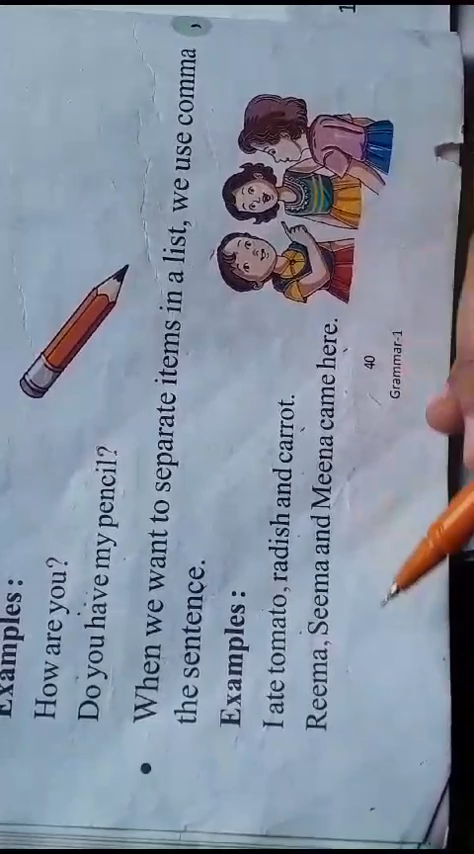 Examples :
How are you?
Do you have my pencil?
• When we want to separate items in a list, we use comma ,
the sentence.
Examples :
I ate tomato, radish and carrot.
Reema, Seema and Meena came here.
40
Grammar-1